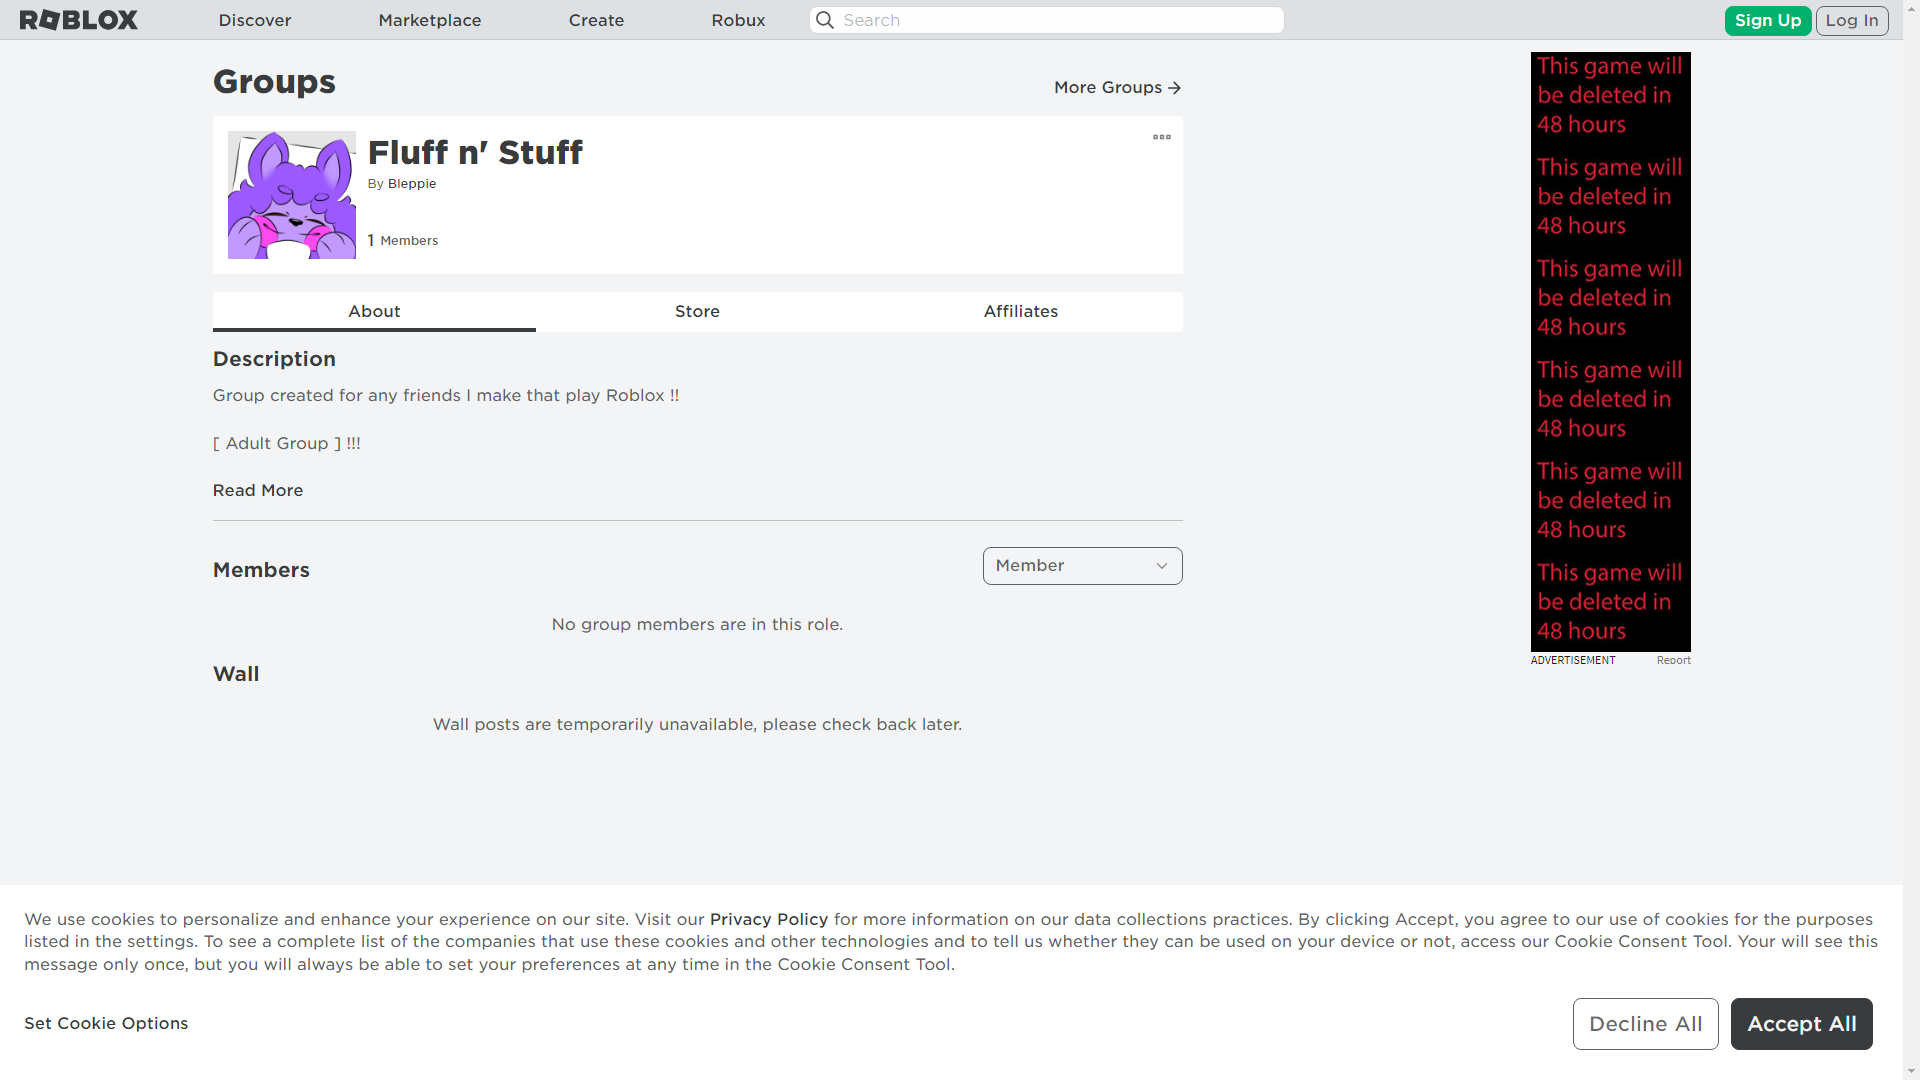 ROBLOX
Discover
Marketplace
Create
Robux
Search
Sign Up
Log In
Groups
More Groups
Fluff n' Stuff
By Bleppie
1 Members
About
Store
Affiliates
Description
Group created for any friends I make that play Roblox !!
[ Adult Group ] !!!
Read More
Members
Member
No group members are in this role.
Wall
Wall posts are temporarily unavailable, please check back later.
This game will
be deleted in
48 hours
This game will
be deleted in
48 hours
This game will
be deleted in
48 hours
This game will
be deleted in
48 hours
This game will
be deleted in
48 hours
This game will
be deleted in
48 hours
ADVERTISEMENT
Report
We use cookies to personalize and enhance your experience on our site. Visit our Privacy Policy for more information on our data collections practices. By clicking Accept, you agree to our use of cookies for the purposes
listed in the settings. To see a complete list of the companies that use these cookies and other technologies and to tell us whether they can be used on your device or not, access our Cookie Consent Tool. Your will see this
message only once, but you will always be able to set your preferences at any time in the Cookie Consent Tool.
Set Cookie Options
Decline All
Accept All